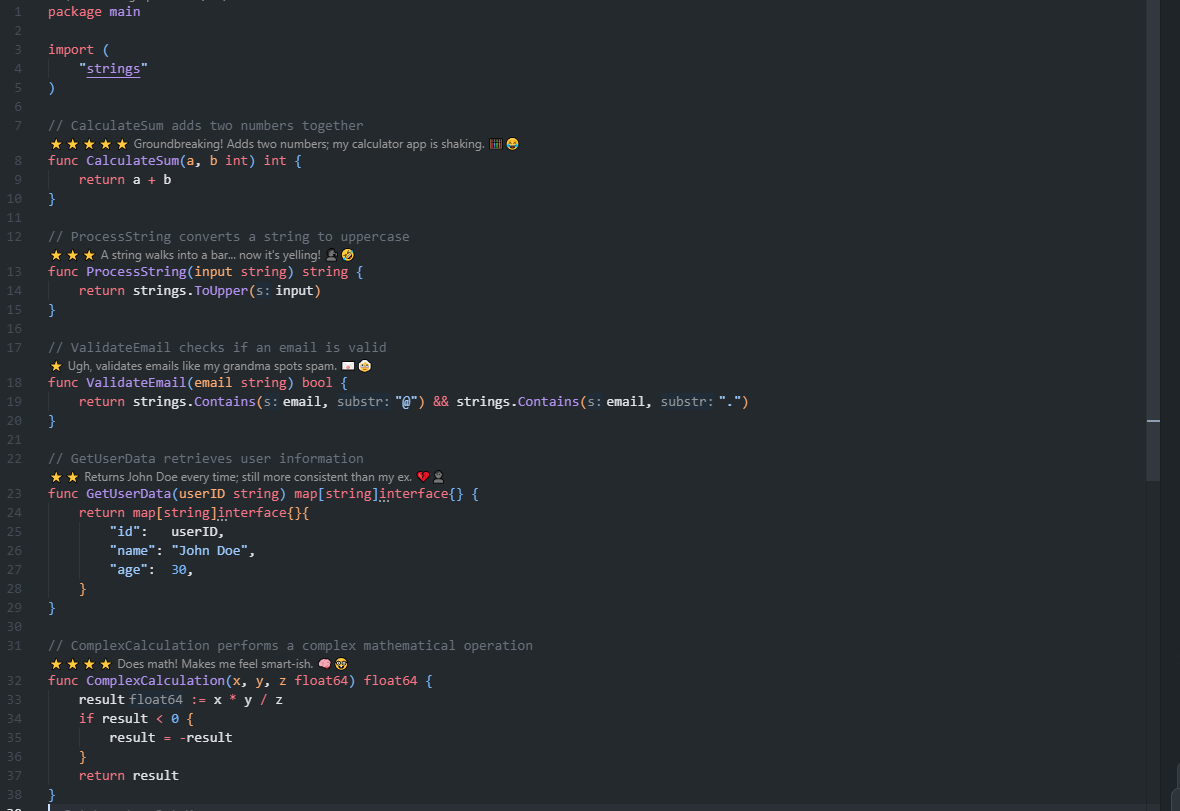 1 package main
2
3 import (
4 "strings"
5 )
6
7 // CalculateSum adds two numbers together
⭐ ⭐ ⭐ ⭐ ⭐ Groundbreaking! Adds two numbers; my calculator app is shaking. 🧮 😂
8 func CalculateSum(a, b int) int {
9 return a + b
10 }
11
12 // ProcessString converts a string to uppercase
⭐ ⭐ ⭐ A string walks into a bar... now it's yelling! 🗣 🤣
13 func ProcessString(input string) string {
14 return strings.ToUpper(s: input)
15 }
16
17 // ValidateEmail checks if an email is valid
⭐ Ugh, validates emails like my grandma spots spam. 📧 👵
18 func ValidateEmail(email string) bool {
19 return strings.Contains(s: email, substr: "@") && strings.Contains(s: email, substr: ".")
20 }
21
22 // GetUserData retrieves user information
⭐ ⭐ Returns John Doe every time; still more consistent than my ex. 💔 👤
23 func GetUserData(userID string) map[string]interface{} {
24 return map[string]interface{}{
25 "id": userID,
26 "name": "John Doe",
27 "age": 30,
28 }
29 }
30
31 // ComplexCalculation performs a complex mathematical operation
⭐ ⭐ ⭐ ⭐ Does math! Makes me feel smart-ish. 🧠 🤓
32 func ComplexCalculation(x, y, z float64) float64 {
33 result float64 := x * y / z
34 if result < 0 {
35 result = -result
36 }
37 return result
38 }